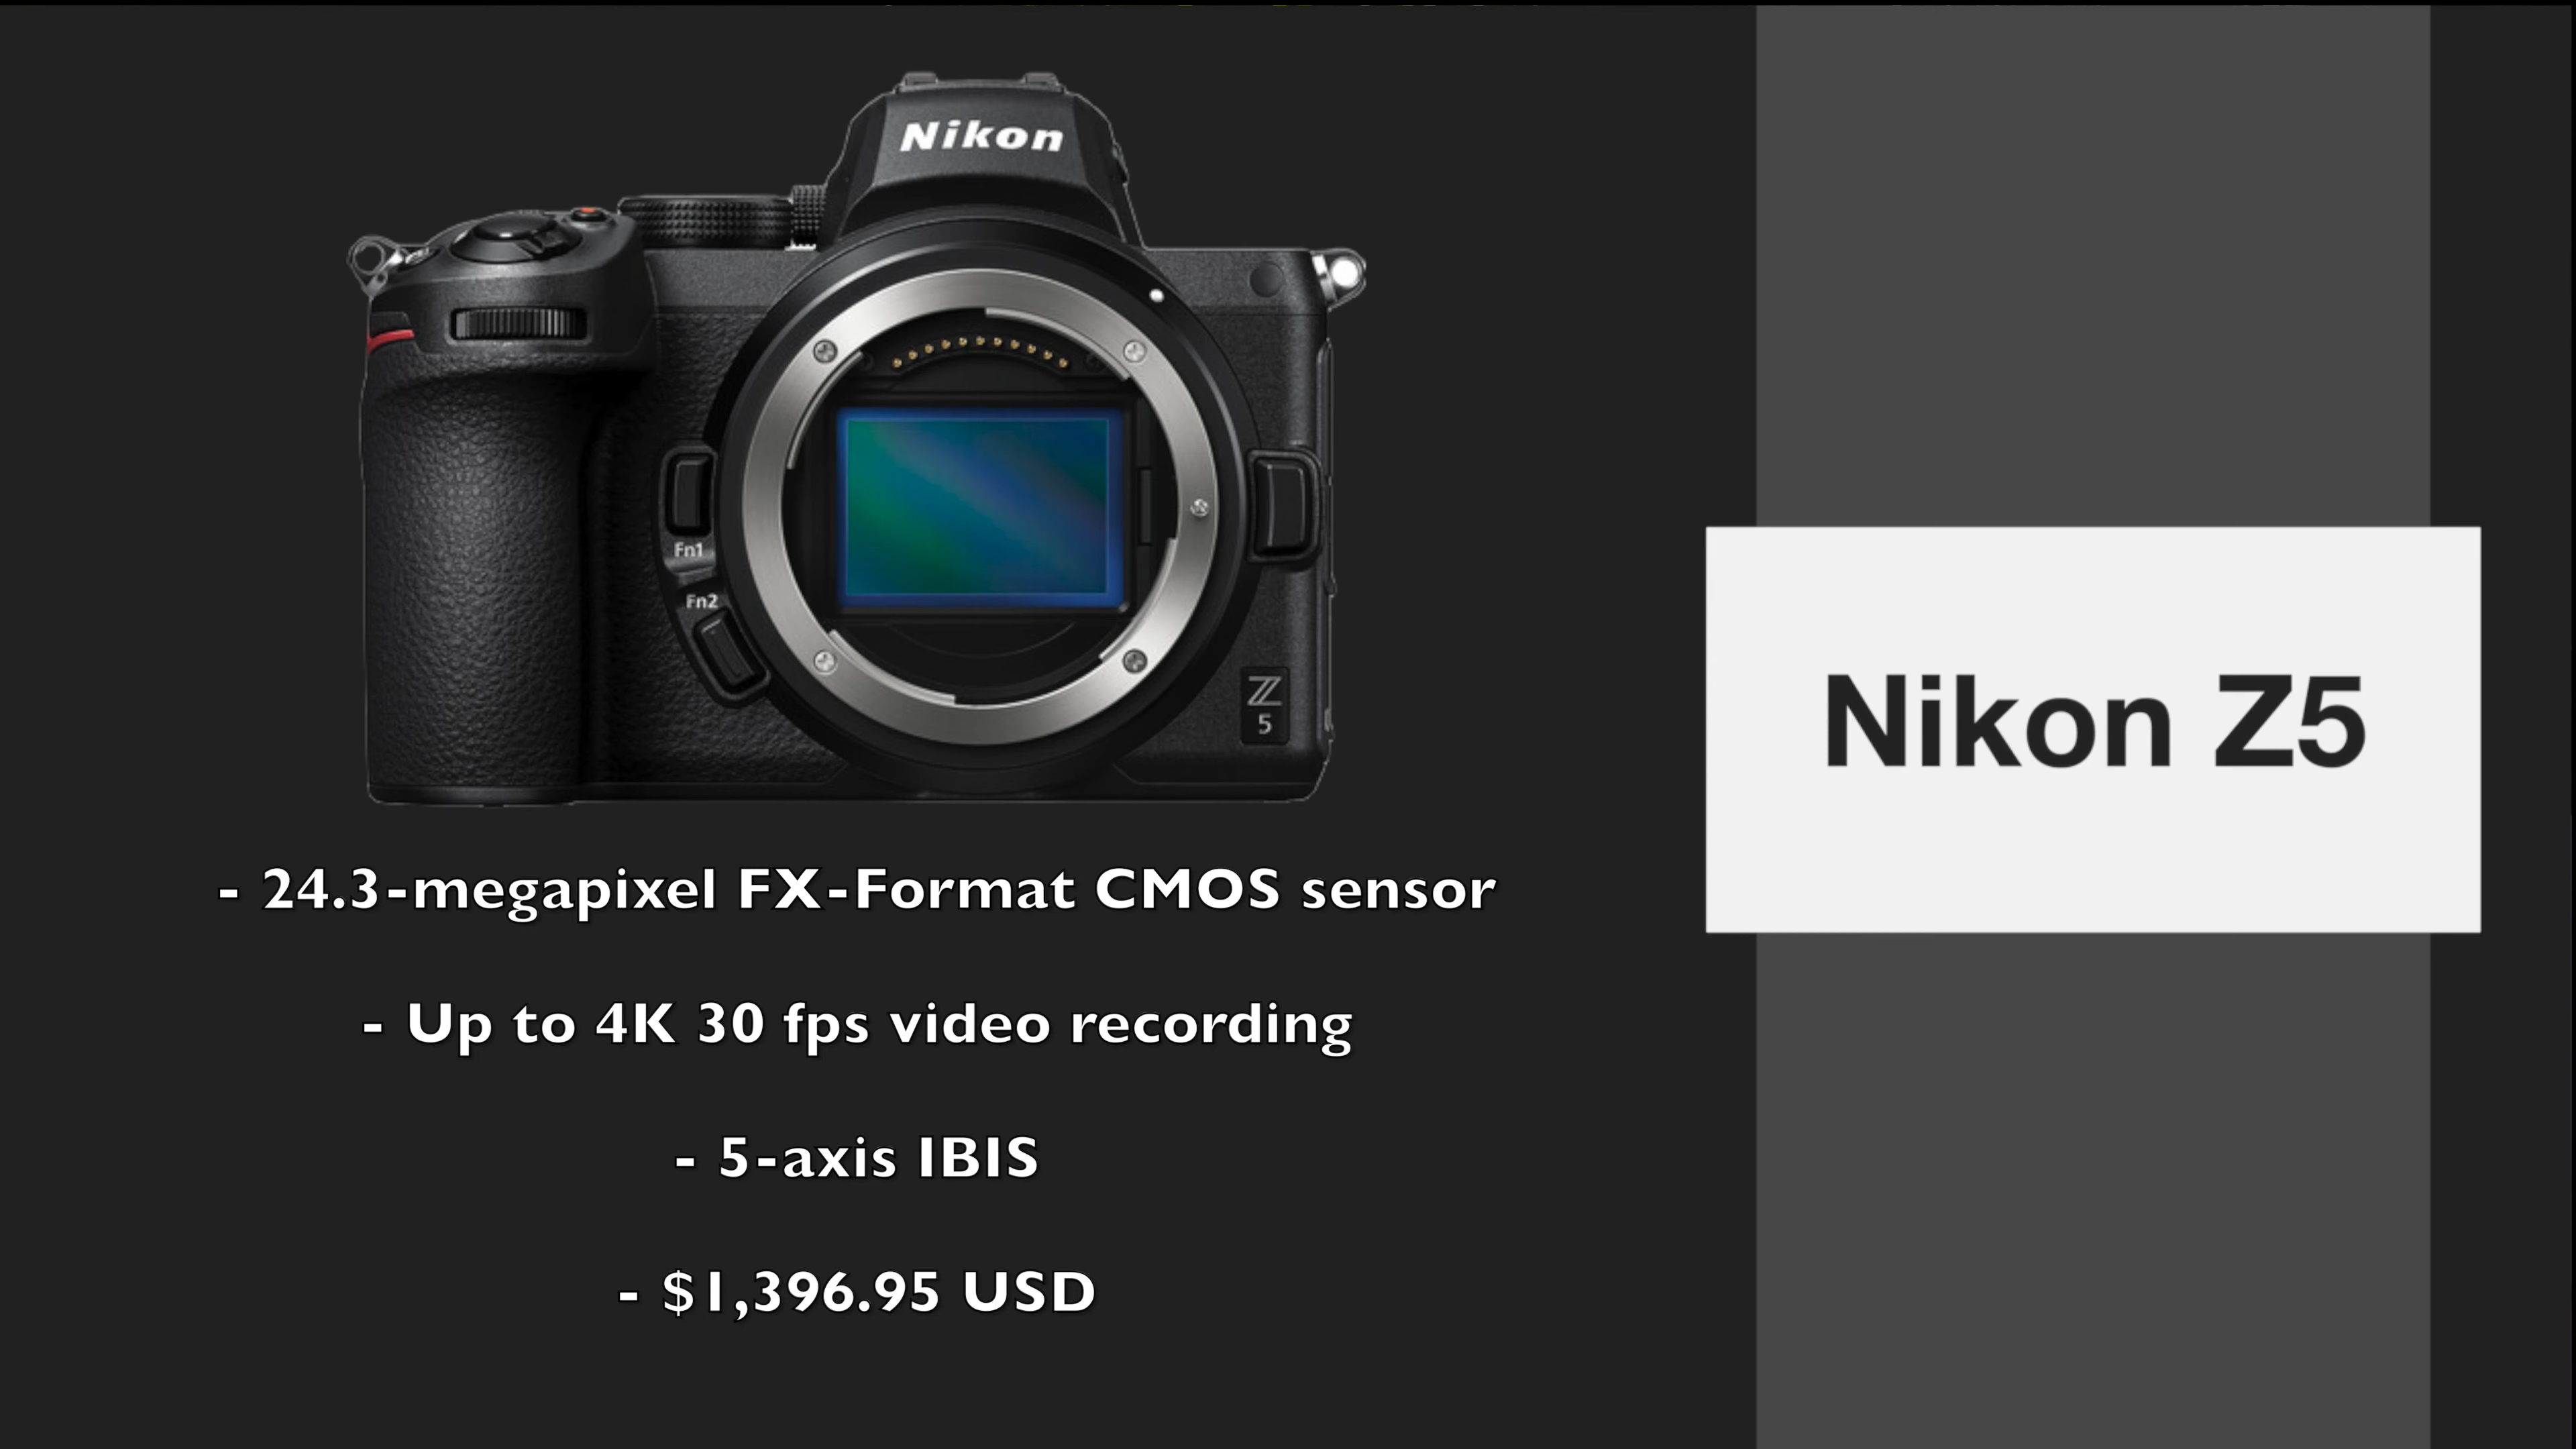 Nikon
Fn1
Fn2
Z
5
Nikon Z5
- 24.3-megapixel FX-Format CMOS sensor
- Up to 4K 30 fps video recording
- 5-axis IBIS
- $1,396.95 USD